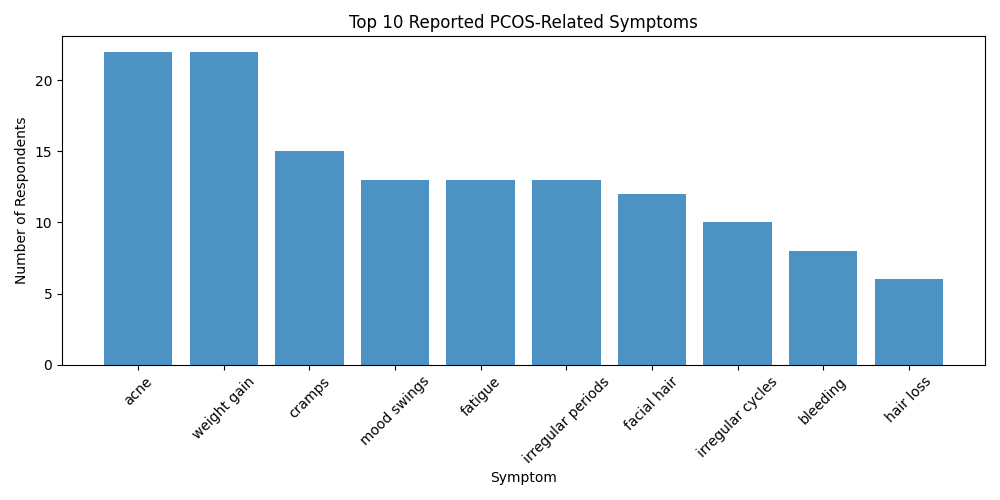 Top 10 Reported PCOS-Related Symptoms
Number of Respondents
20
15
10
5
0
acne
weight gain
cramps
mood swings
fatigue
irregular periods
facial hair
irregular cycles
bleeding
hair loss
Symptom